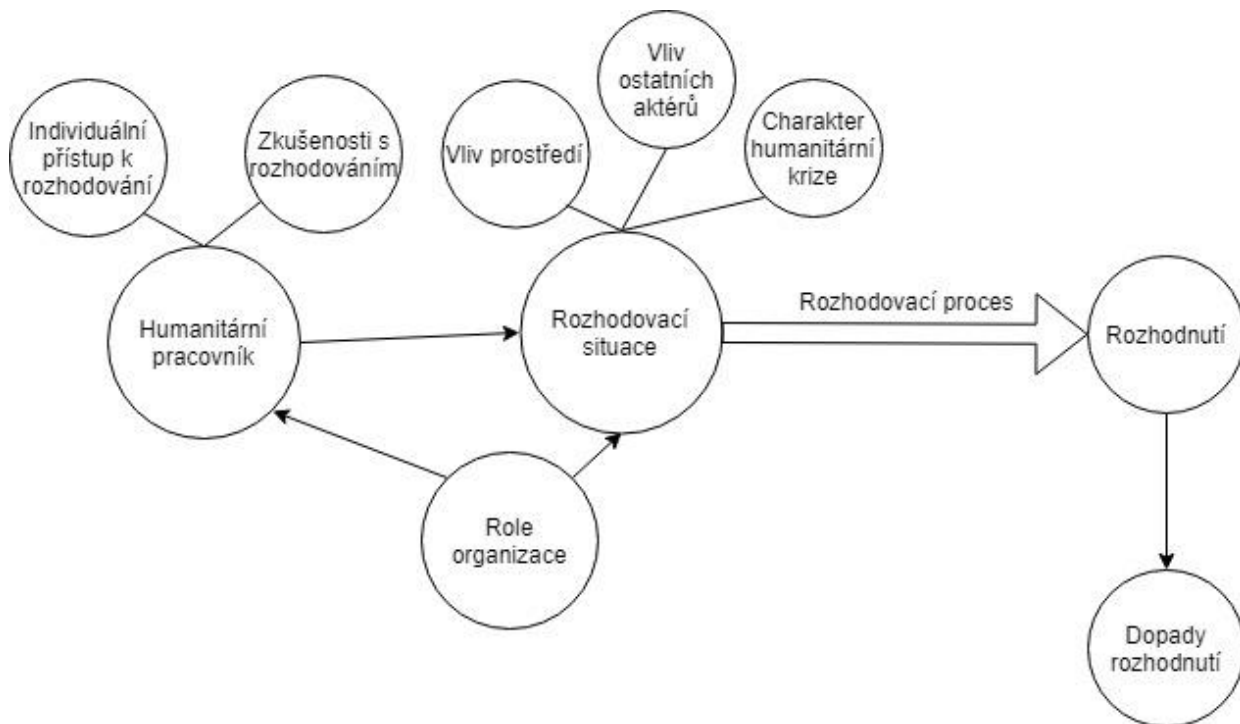 Individuální
přístup k
rozhodování
Zkušenosti s
rozhodováním
Vliv prostředí
Vliv
ostatních
aktérů
Charakter
humanitární
krize
Humanitární
pracovník
Rozhodovací
situace
Rozhodovací proces
Rozhodnutí
Role
organizace
Dopady
rozhodnutí